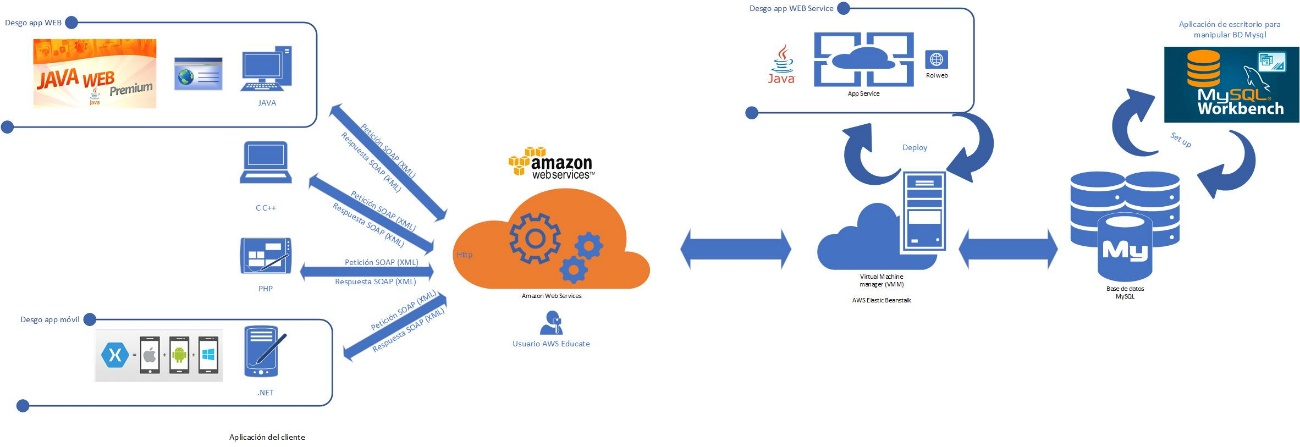 Desgo app WEB
JAVA WEB
Premium
Java
JAVA
C C++
PHP
Desgo app móvil
X
=
+
+
.NET
Aplicación del cliente
Petición SOAP (XML)
Respuesta SOAP (XML)
Petición SOAP (XML)
Respuesta SOAP (XML)
Petición SOAP (XML)
Respuesta SOAP (XML)
Petición SOAP (XML)
Respuesta SOAP (XML)
amazon
webservices™
Http
Amazon Web Services
Usuario AWS Educate
Desgo app WEB Service
Java
App Service
Rol web
Deploy
Virtual Machine
manager (VMM)
AWS Elastic Beanstalk
Aplicación de escritorio para
manipular BD Mysql
MySQL®
Workbench
Set up
My
Base de datos
MySQL